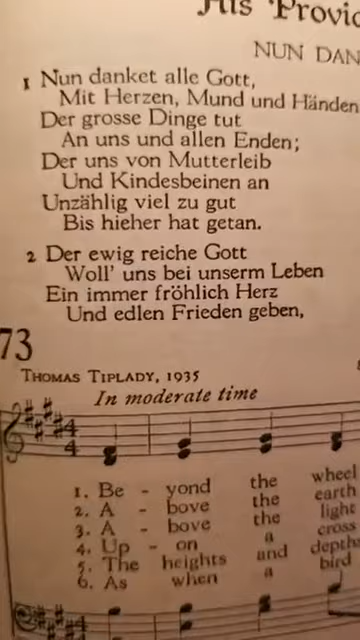 His Provid
NUN DAN
1 Nun danket alle Gott,
Mit Herzen, Mund und Händen
Der grosse Dinge tut
An uns und allen Enden;
Der uns von Mutterleib
Und Kindesbeinen an
Unzählig viel zu gut
Bis hieher hat getan.
2 Der ewig reiche Gott
Woll' uns bei unserm Leben
Ein immer fröhlich Herz
Und edlen Frieden geben,
73
THOMAS TIPLADY, 1935
In moderate time
4
4
1. Be - yond the wheel
2. A - bove the earth
3. A - bove the light
4. Up - on a cross
5. The heights and depths
6. As when a bird